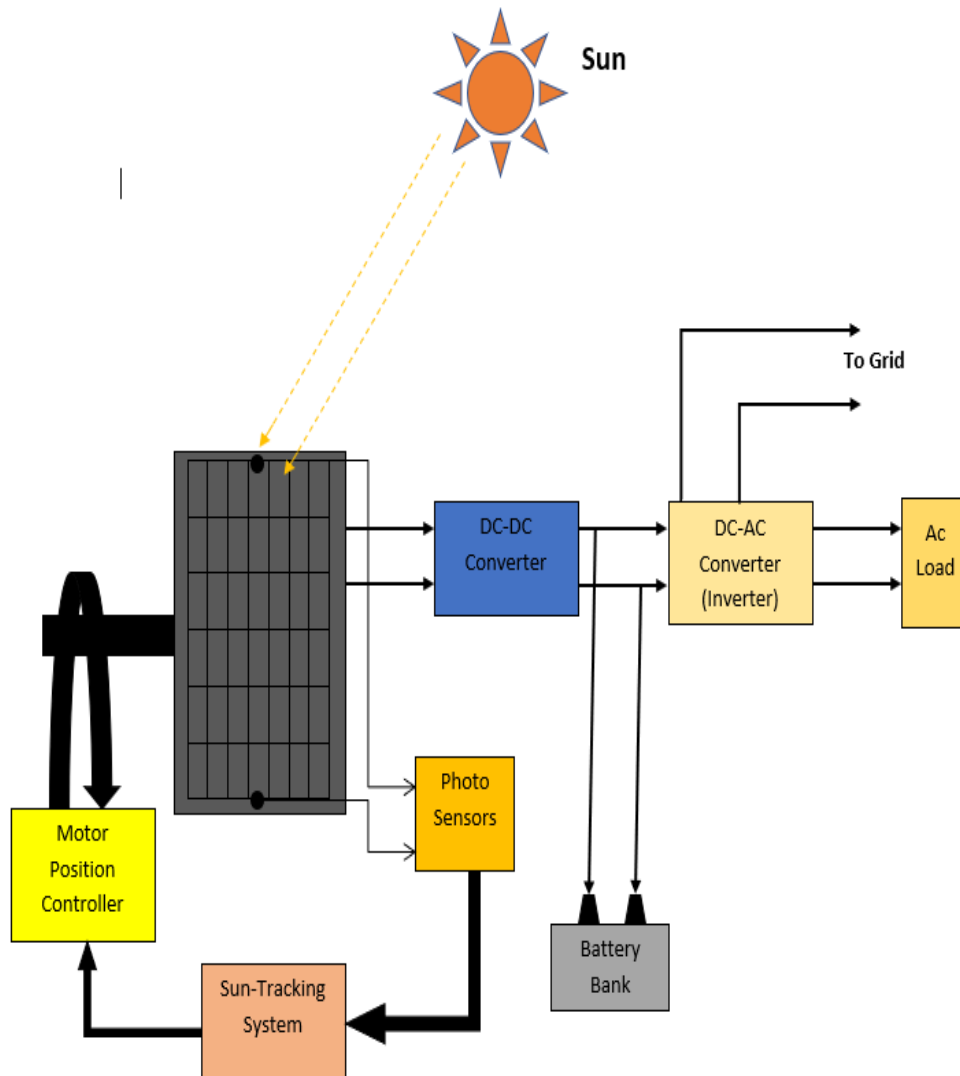 Sun
To Grid
DC-DC
Converter
DC-AC
Converter
(Inverter)
Ac
Load
Photo
Sensors
Motor
Position
Controller
Battery
Bank
Sun-Tracking
System